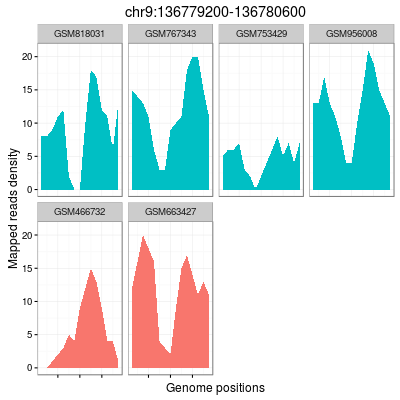 chr9:136779200-136780600
GSM818031 GSM767343 GSM753429 GSM956008
20
15
10
5
0
GSM466732 GSM663427
20
15
10
5
0
Mapped reads density
Genome positions